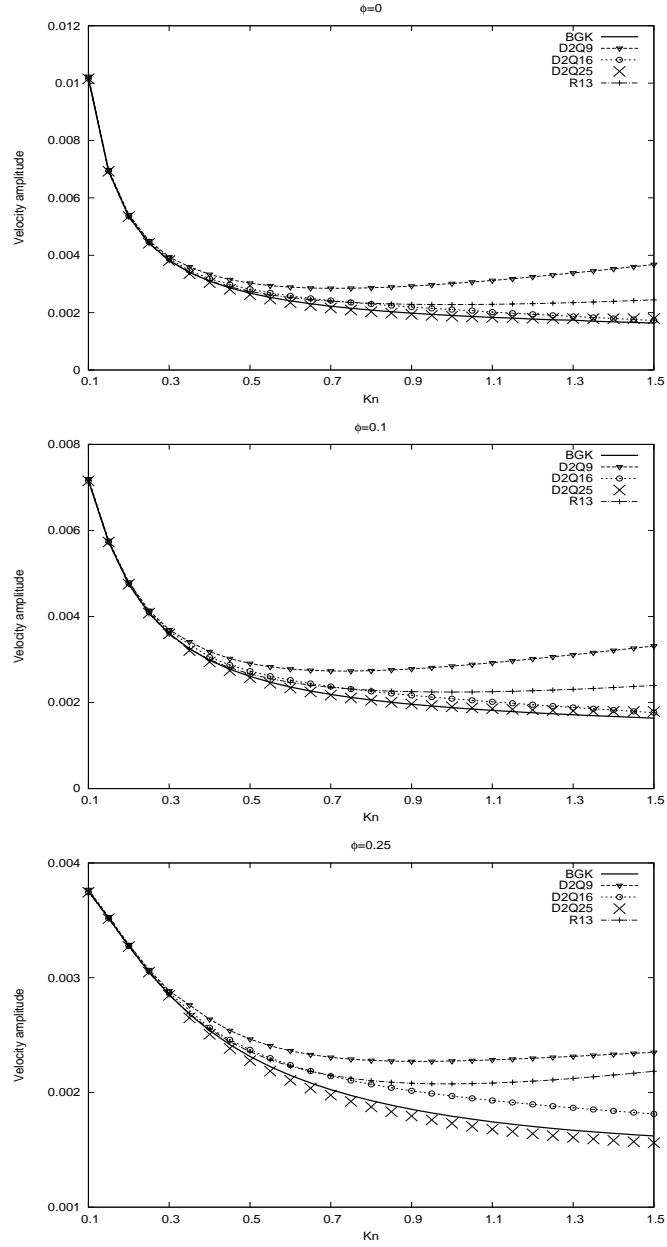 ϕ=0
0.012
0.01
0.008
0.006
0.004
0.002
0
Velocity amplitude
BGK
D2Q9
D2Q16
D2Q25
R13
0.1 0.3 0.5 0.7 0.9 1.1 1.3 1.5
Kn
ϕ=0.1
0.008
0.006
0.004
0.002
0
Velocity amplitude
BGK
D2Q9
D2Q16
D2Q25
R13
0.1 0.3 0.5 0.7 0.9 1.1 1.3 1.5
Kn
ϕ=0.25
0.004
0.003
0.002
0.001
Velocity amplitude
BGK
D2Q9
D2Q16
D2Q25
R13
0.1 0.3 0.5 0.7 0.9 1.1 1.3 1.5
Kn